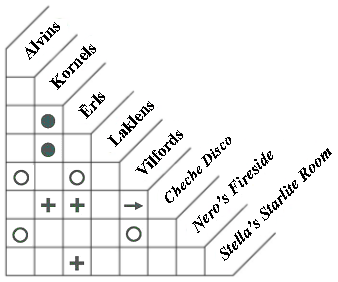 Alvins
Kornels
Erls
Laklens
Vilfords
Cheche Disco
Nero's Fireside
Stella's Starlite Room